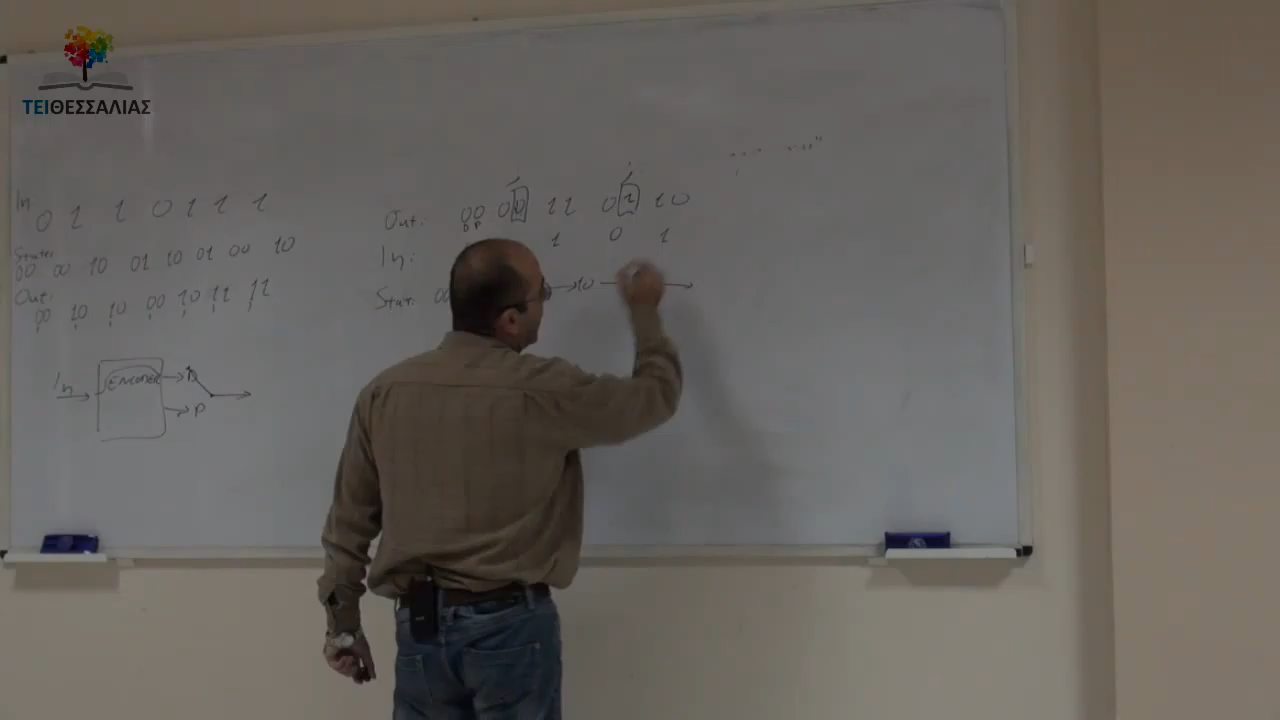 ΤΕΙΘΕΣΣΑΛΙΑΣ
In 0 1 1 0 1 1 1
State:
00 00 10 01 10 01 00 10
Out:
00 10 10 00 10 11 11
In
ENCODER
P
Out: 00 00 11 01 10
DP
In: 1 0 1
Stat: 00 → 10